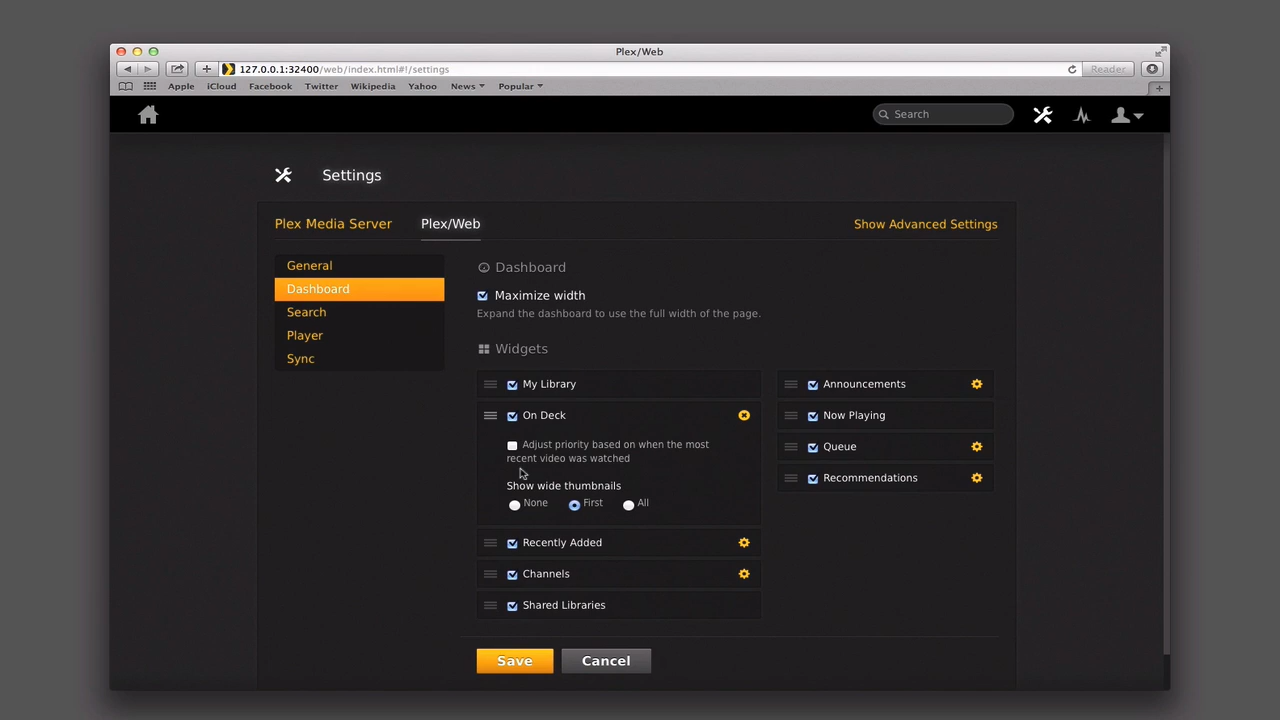 Plex/Web
127.0.0.1:32400/web/index.html#!/settings
Reader
Apple iCloud Facebook Twitter Wikipedia Yahoo News Popular
Search
Settings
Plex Media Server Plex/Web Show Advanced Settings
General
Dashboard
Search
Player
Sync
Dashboard
Maximize width
Expand the dashboard to use the full width of the page.
Widgets
My Library
On Deck
Adjust priority based on when the most
recent video was watched
Show wide thumbnails
None First All
Recently Added
Channels
Shared Libraries
Announcements
Now Playing
Queue
Recommendations
Save Cancel